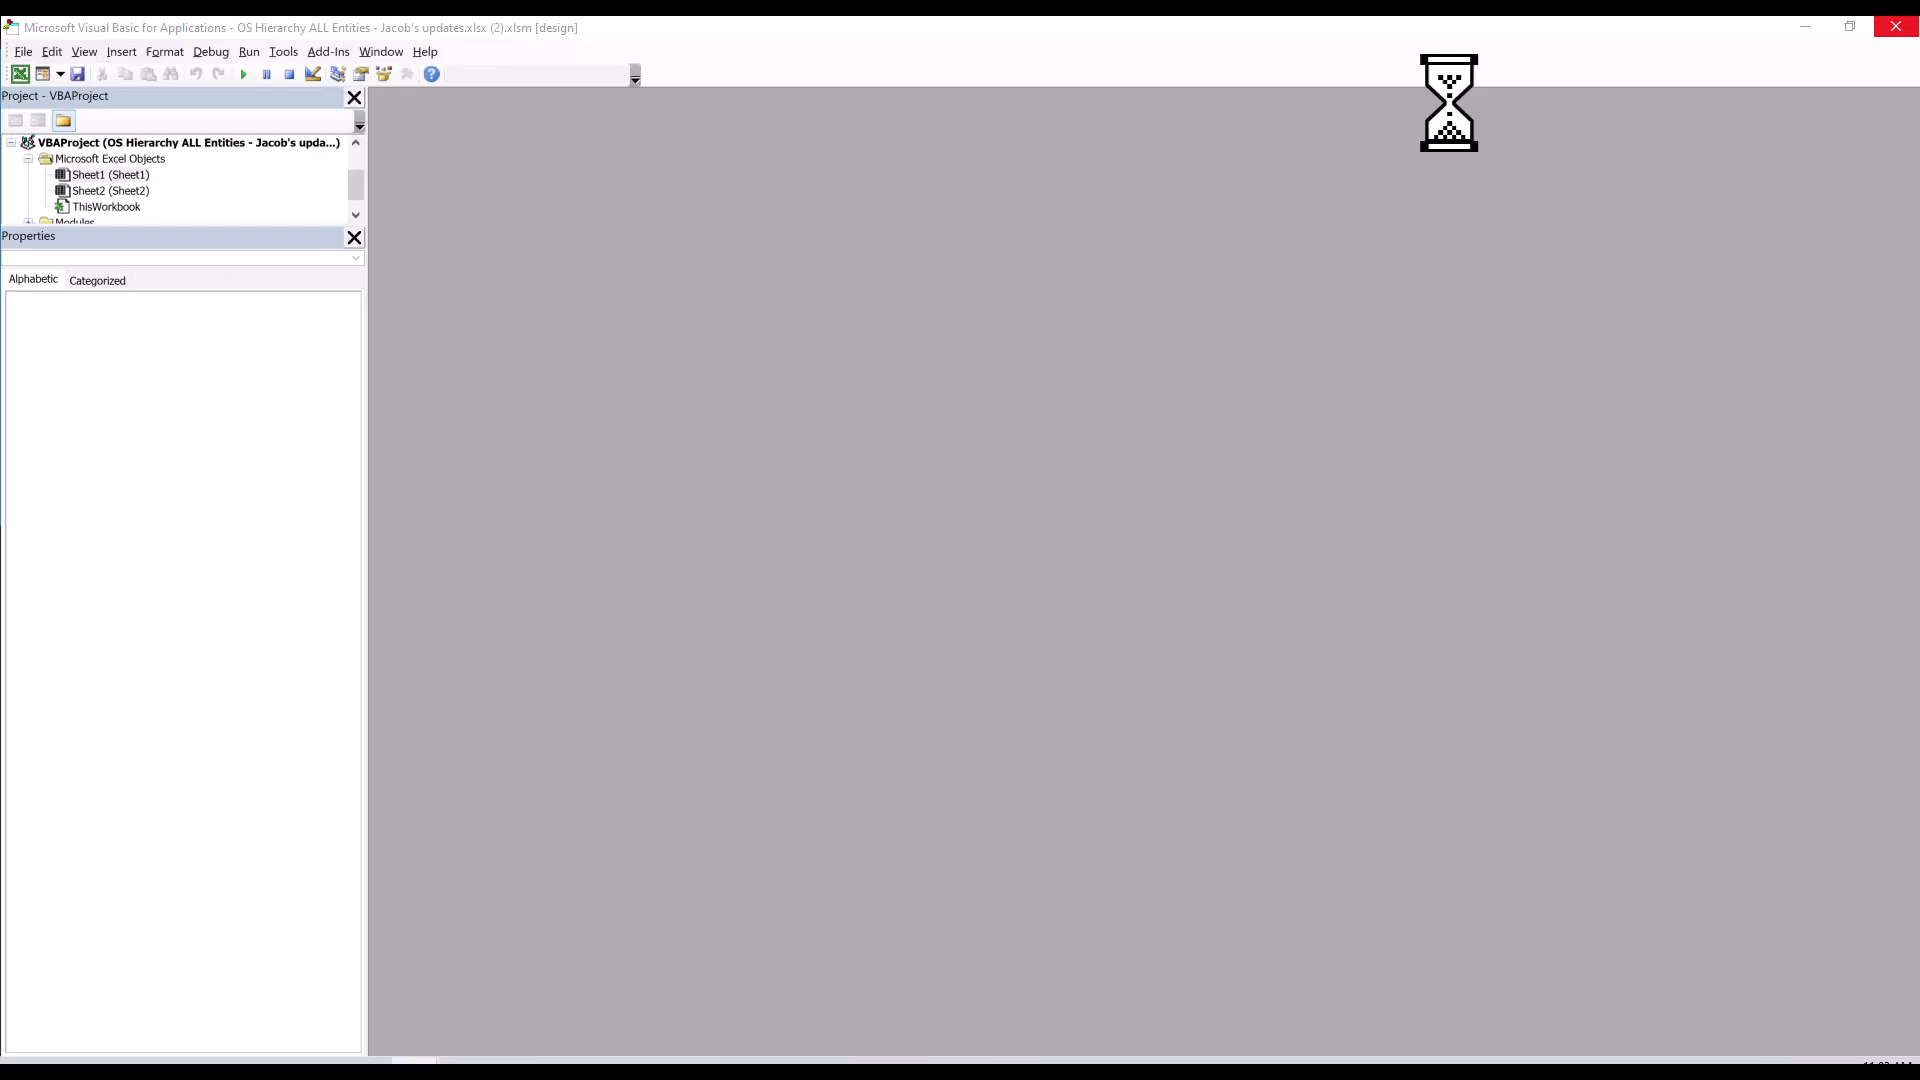 Microsoft Visual Basic for Applications - OS Hierarchy ALL Entities - Jacob's updates.xlsx (2).xlsm [design]
File Edit View Insert Format Debug Run Tools Add-Ins Window Help
Project - VBAProject
VBAProject (OS Hierarchy ALL Entities - Jacob's upda...)
Microsoft Excel Objects
Sheet1 (Sheet1)
Sheet2 (Sheet2)
ThisWorkbook
Modules
Properties
Alphabetic Categorized